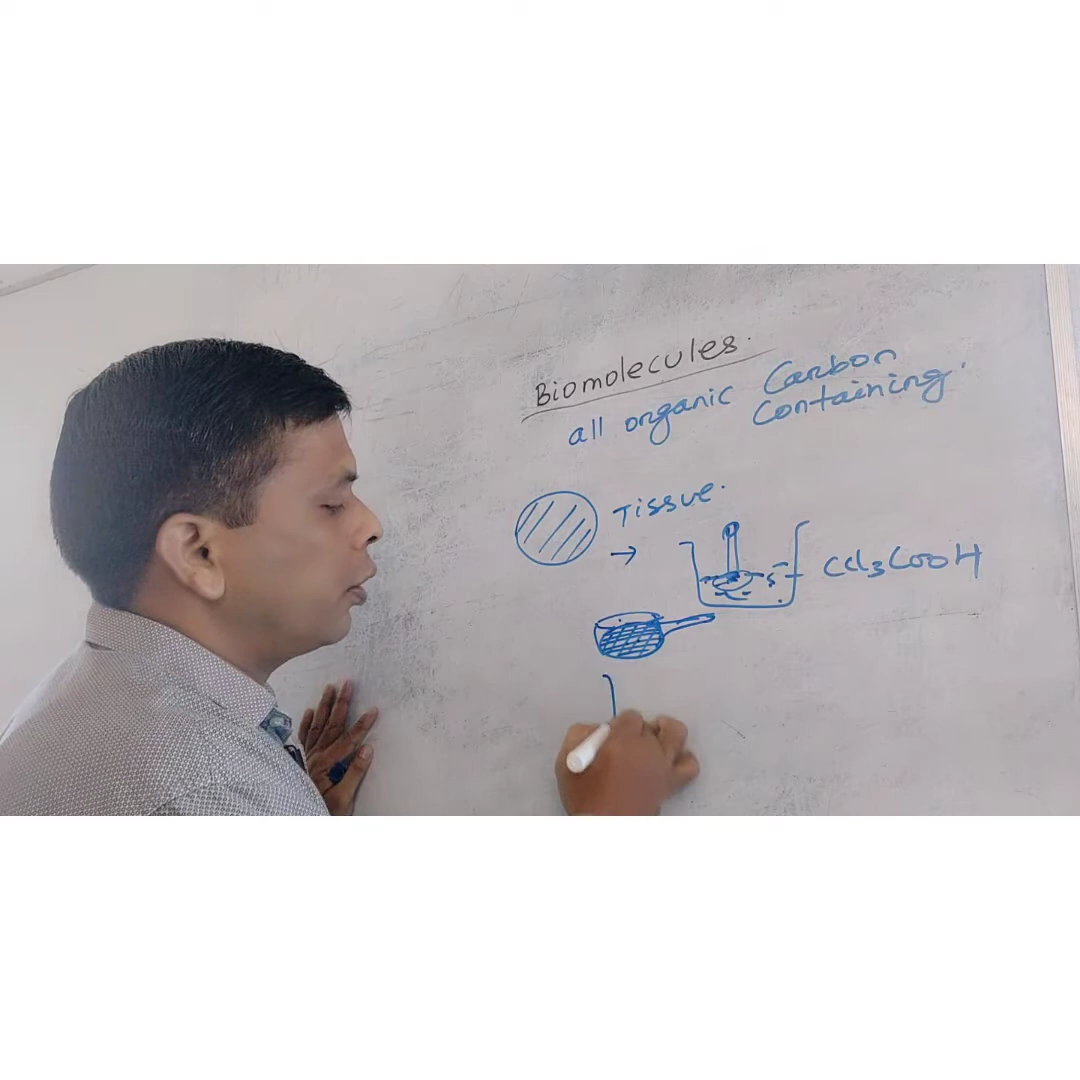 Biomolecules.
all organic Carbon
containing.
Tissue.
→
CCl3COOH